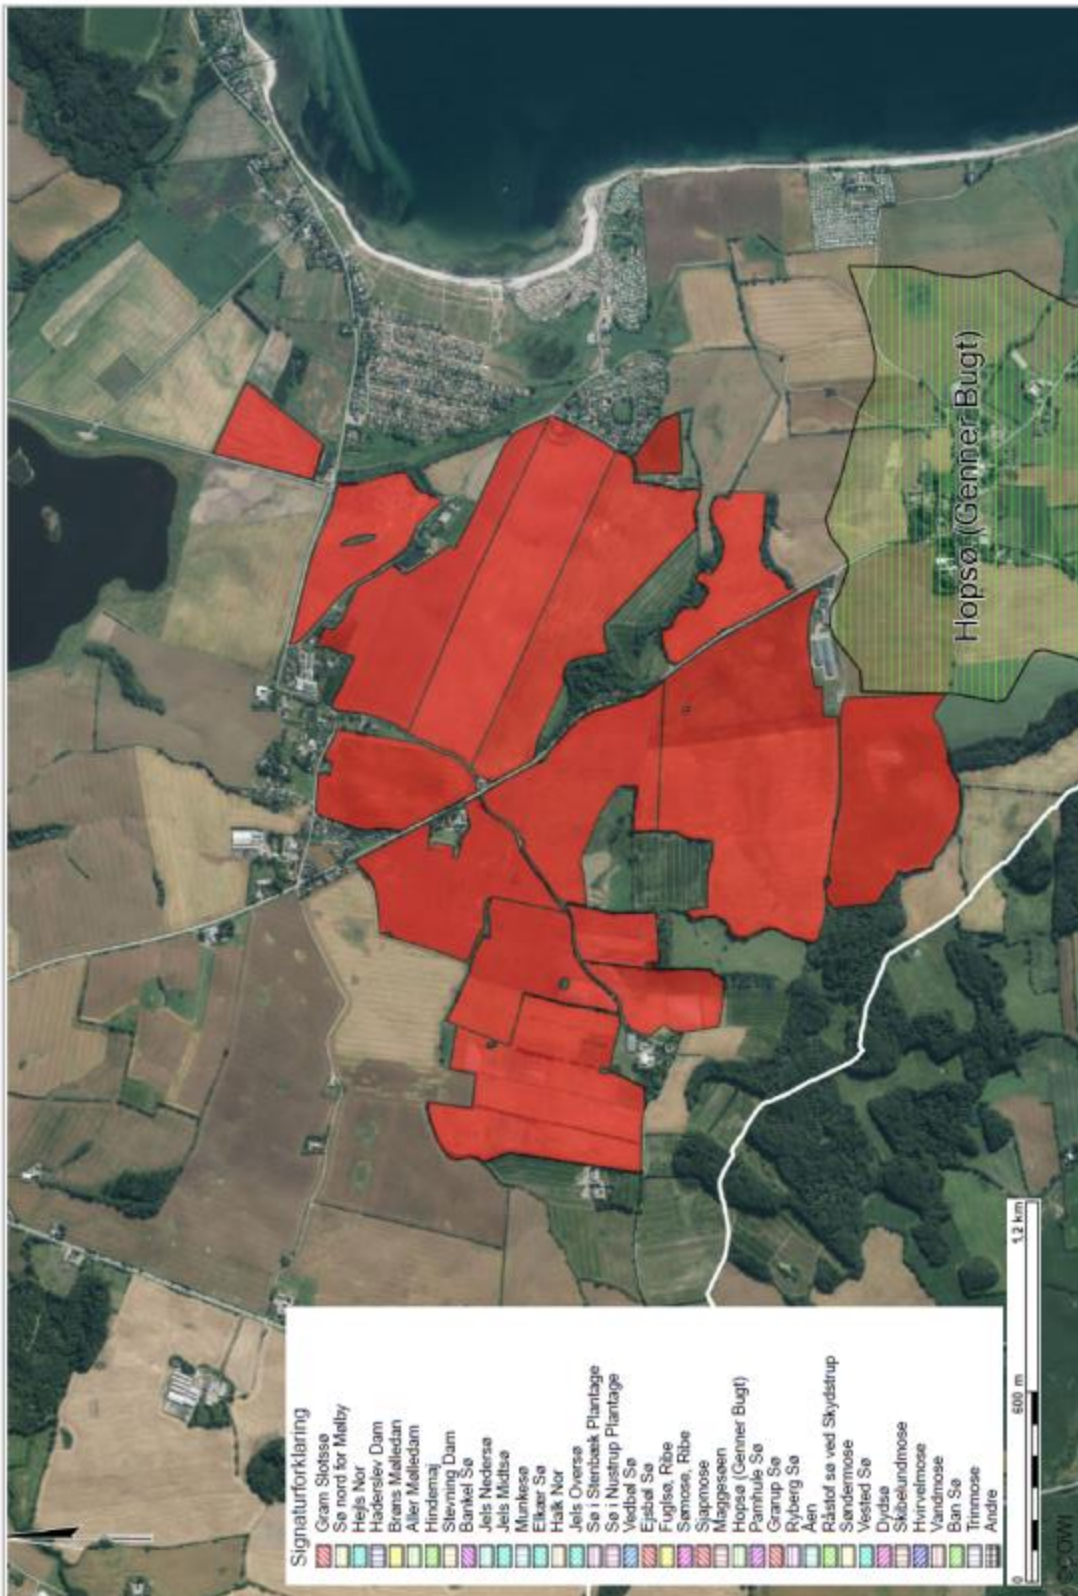 Hopsø (Genner Bugt)
Signaturforklaring
Gram Slotssø
Sø nord for Mølby
Hejls Nor
Haderslev Dam
Brøns Mølledam
Aller Mølledam
Hindemaj
Stevning Dam
Bankel Sø
Jels Nedersø
Jels Midtsø
Munkesø
Elkær Sø
Halk Nor
Jels Oversø
Sø i Stenbæk Plantage
Sø i Nustrup Plantage
Vedbøl Sø
Ejsbøl Sø
Fuglsø, Ribe
Sømose, Ribe
Sjapmose
Maggesøen
Hopsø (Genner Bugt)
Pamhule Sø
Grarup Sø
Ryberg Sø
Åen
Råstof sø ved Skydstrup
Søndermose
Vested Sø
Dydsø
Skibelundmose
Hvirvelmose
Vandmose
Ban Sø
Trinmose
Andre
0 600 m 1,2 km
COWI